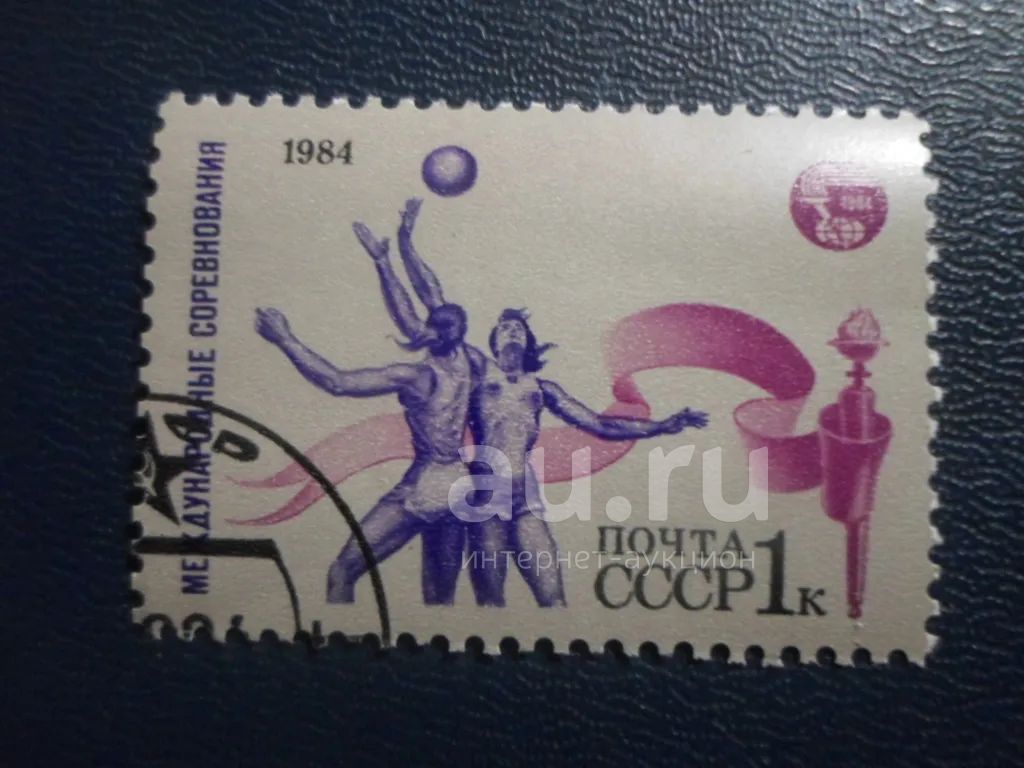 1984
МЕЖДУНАРОДНЫЕ СОРЕВНОВАНИЯ
1984
au.ru
интернет-аукцион
ПОЧТА
СССР 1к